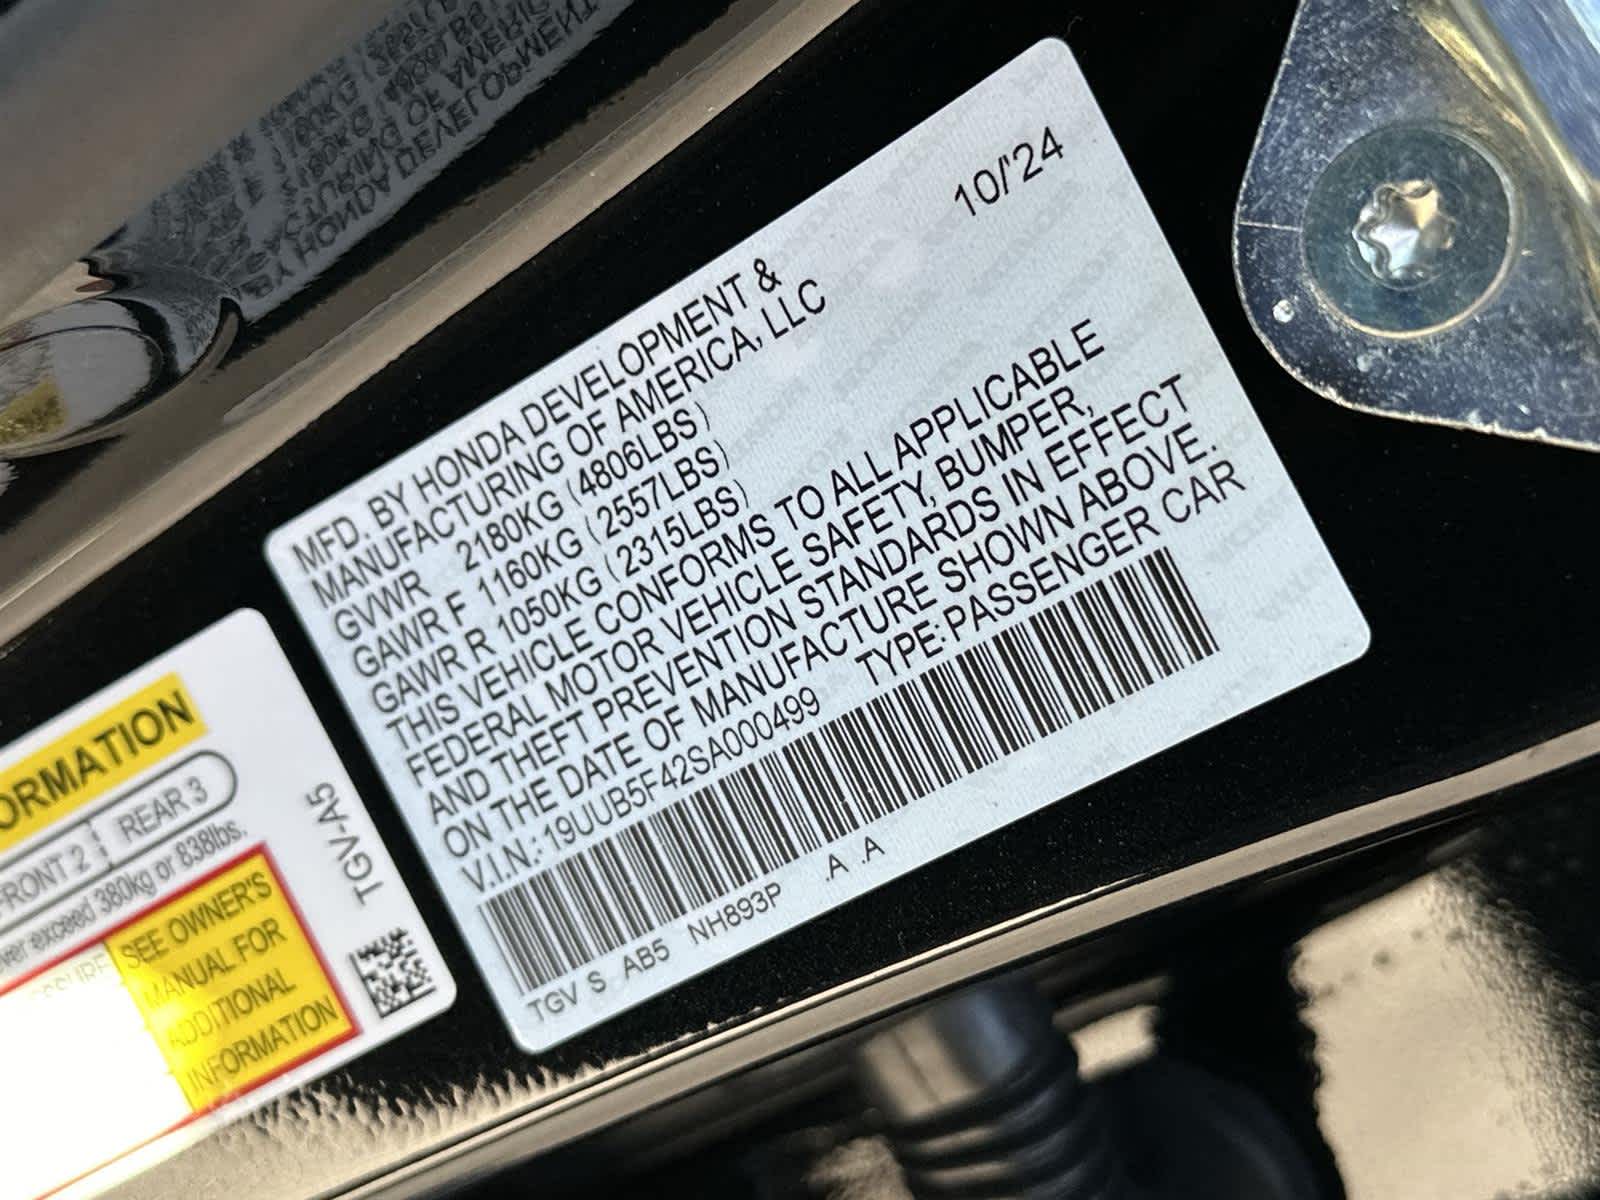 10/'24
MFD. BY HONDA DEVELOPMENT &
MANUFACTURING OF AMERICA, LLC
GVWR 2180KG (4806LBS)
GAWR F 1160KG (2557LBS)
GAWR R 1050KG (2315LBS)
THIS VEHICLE CONFORMS TO ALL APPLICABLE
FEDERAL MOTOR VEHICLE SAFETY, BUMPER,
AND THEFT PREVENTION STANDARDS IN EFFECT
ON THE DATE OF MANUFACTURE SHOWN ABOVE.
V.I.N.: 19UUB5F42SA000499 TYPE: PASSENGER CAR
TGV S AB5 NH893P .A .A
REAR 3
FRONT 2
exceed 380kg or 838lbs.
SEE OWNER'S
MANUAL FOR
ADDITIONAL
INFORMATION
TGV-A5